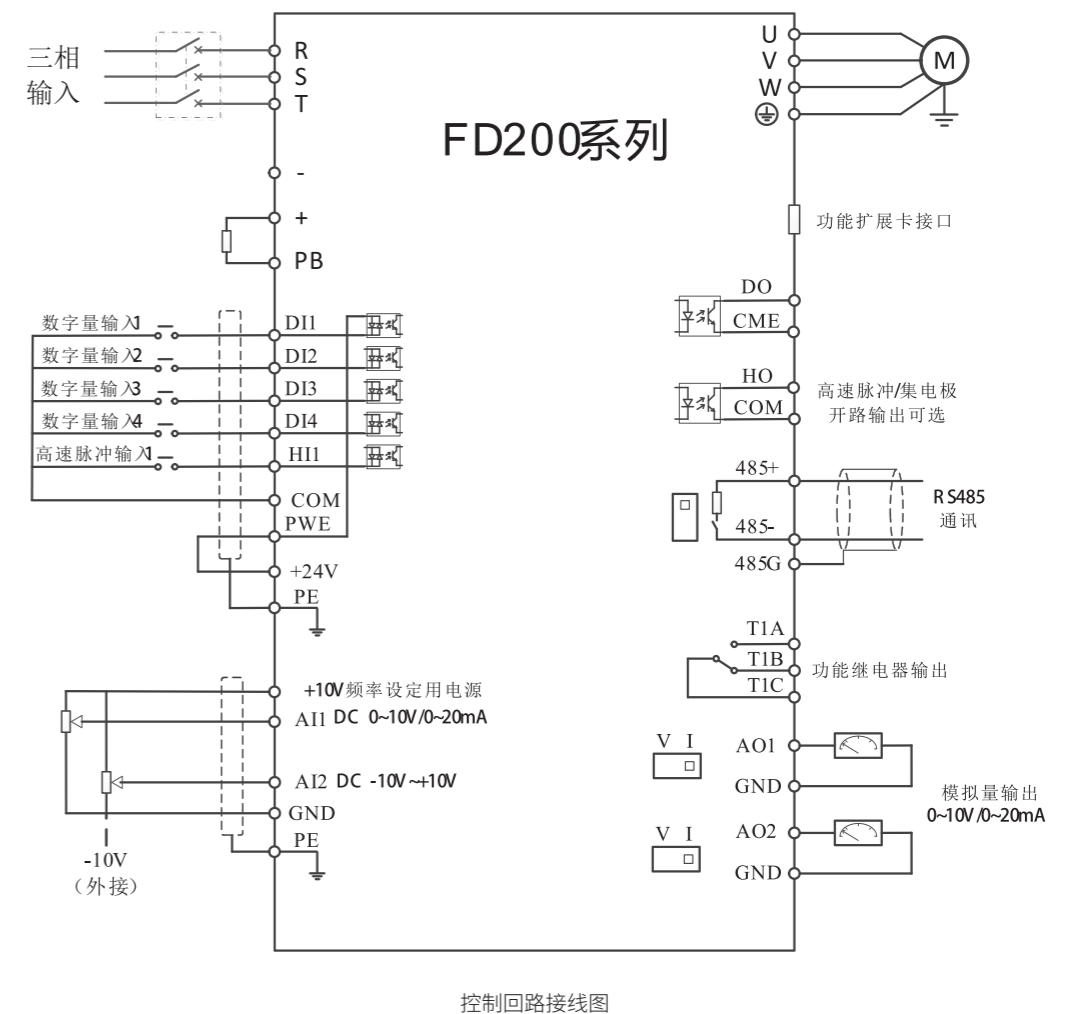 三相
输入
R
S
T
-
+
PB
FD200系列
U
V
W
M
功能扩展卡接口
数字量输入1
DI1
数字量输入2
DI2
数字量输入3
DI3
数字量输入4
DI4
高速脉冲输入1
HI1
COM
PWE
+24V
PE
DO
CME
HO
COM
高速脉冲/集电极
开路输出可选
485+
485-
485G
RS485
通讯
T1A
T1B
T1C
功能继电器输出
+10V频率设定用电源
AI1 DC 0~10V/0~20mA
AI2 DC -10V~+10V
GND
PE
-10V
（外接）
V I
AO1
GND
V I
AO2
GND
模拟量输出
0~10V/0~20mA
控制回路接线图